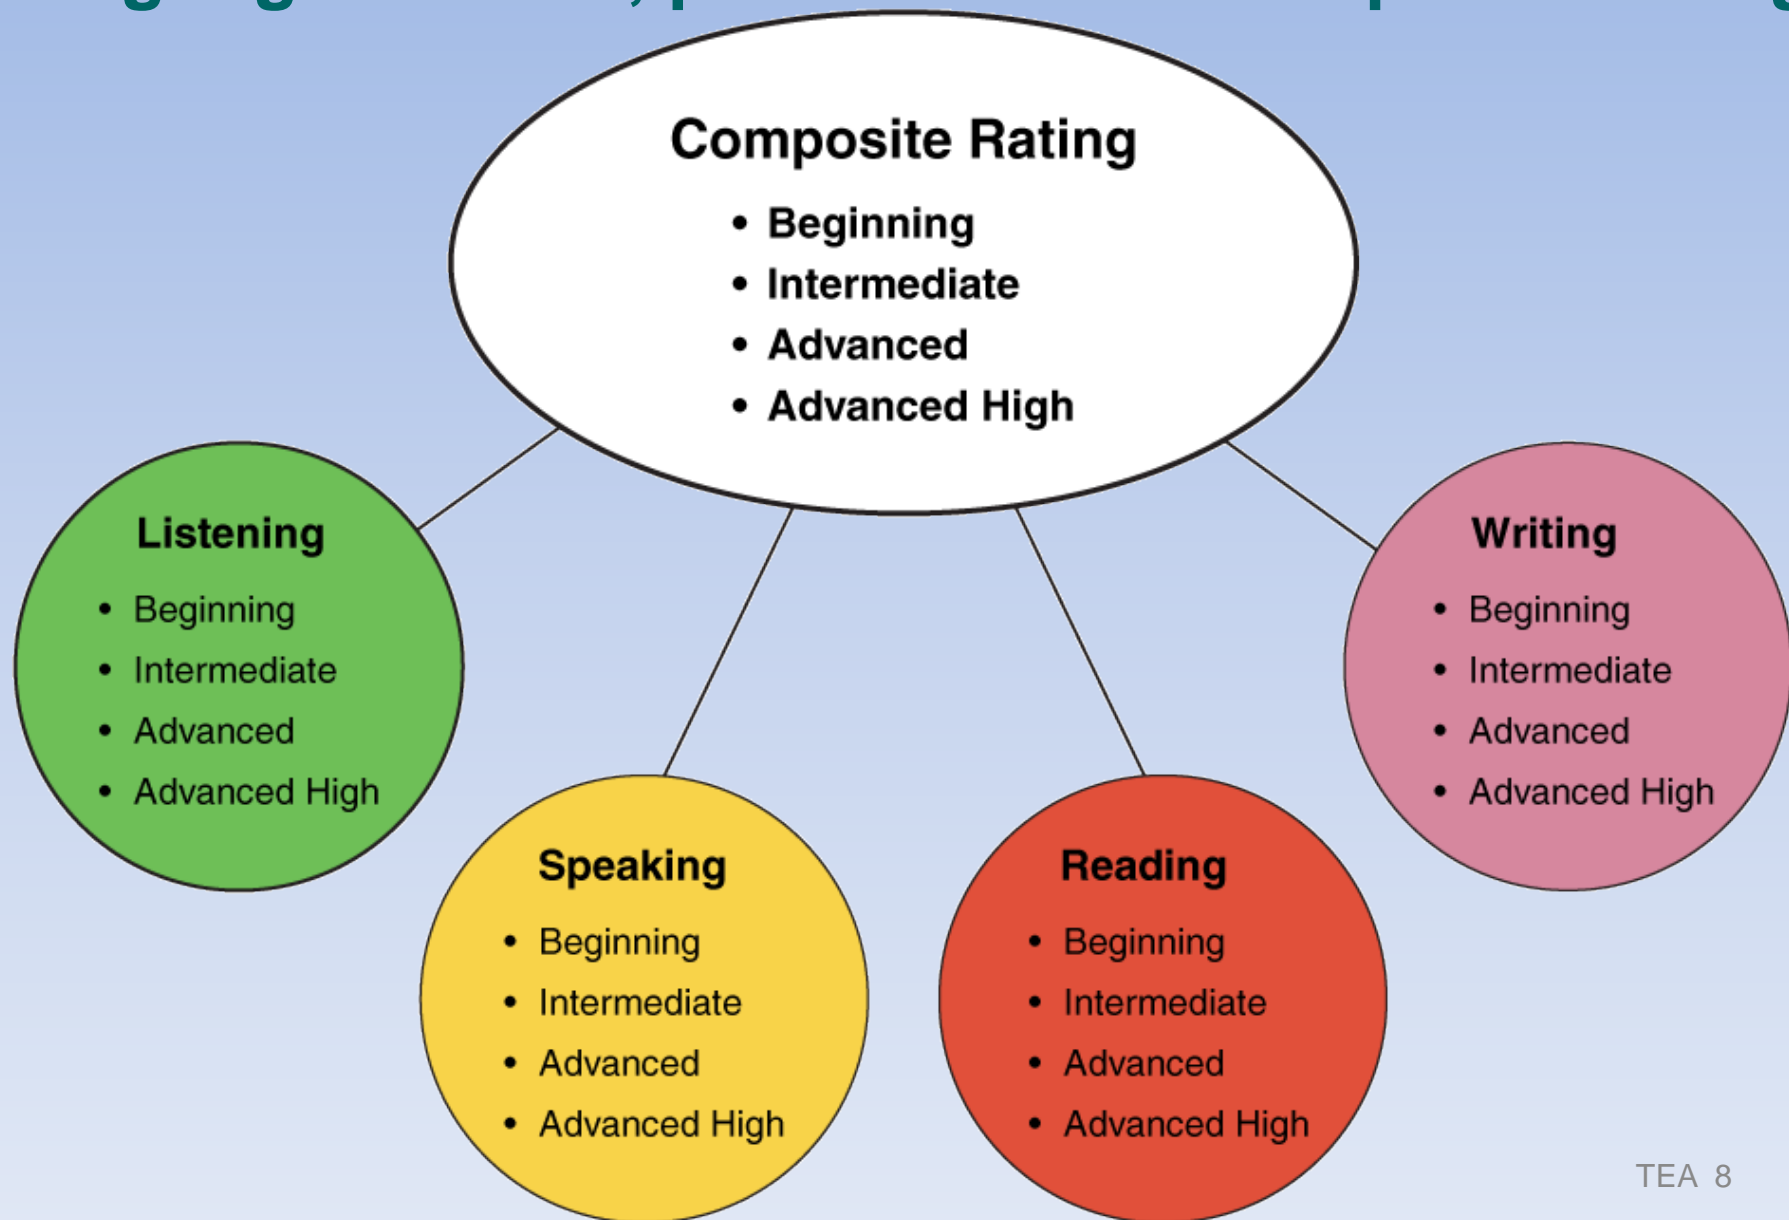 Composite Rating
• Beginning
• Intermediate
• Advanced
• Advanced High
Listening
• Beginning
• Intermediate
• Advanced
• Advanced High
Speaking
• Beginning
• Intermediate
• Advanced
• Advanced High
Reading
• Beginning
• Intermediate
• Advanced
• Advanced High
Writing
• Beginning
• Intermediate
• Advanced
• Advanced High
TEA 8